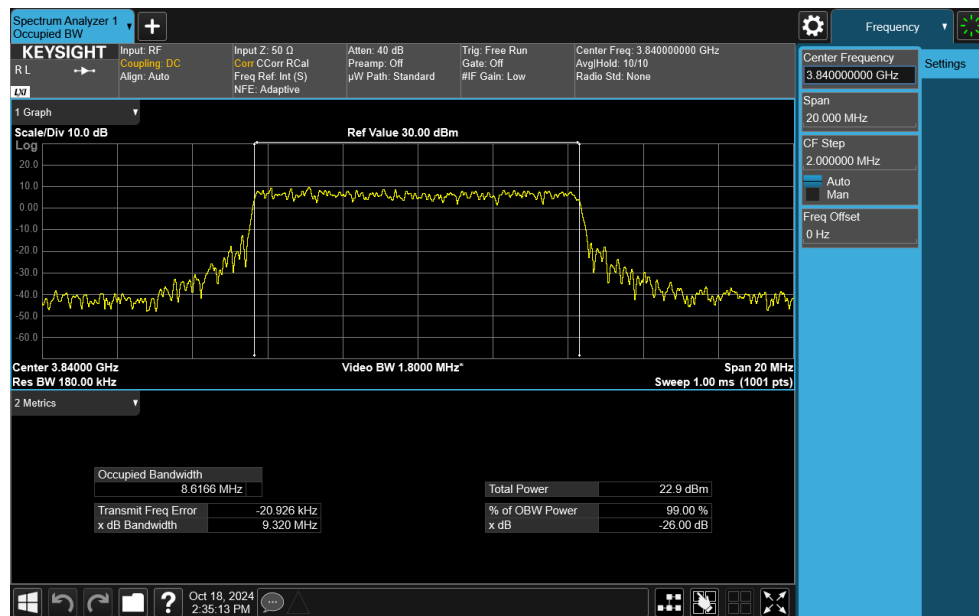 Spectrum Analyzer 1
Occupied BW
+
Frequency
KEYSIGHT
R L
LXI
Input: RF
Coupling: DC
Align: Auto
Input Z: 50 Ω
Corr CCorr RCal
Freq Ref: Int (S)
NFE: Adaptive
Atten: 40 dB
Preamp: Off
µW Path: Standard
Trig: Free Run
Gate: Off
#IF Gain: Low
Center Freq: 3.840000000 GHz
Avg|Hold: 10/10
Radio Std: None
Center Frequency
3.840000000 GHz
Settings
Span
20.000 MHz
CF Step
2.000000 MHz
Auto
Man
Freq Offset
0 Hz
1 Graph
Scale/Div 10.0 dB
Ref Value 30.00 dBm
Log
20.0
10.0
0.00
-10.0
-20.0
-30.0
-40.0
-50.0
-60.0
Center 3.84000 GHz
Video BW 1.8000 MHz*
Span 20 MHz
Res BW 180.00 kHz
Sweep 1.00 ms (1001 pts)
2 Metrics
Occupied Bandwidth
8.6166 MHz
Total Power 22.9 dBm
Transmit Freq Error -20.926 kHz
% of OBW Power 99.00 %
x dB Bandwidth 9.320 MHz
x dB -26.00 dB
?
Oct 18, 2024
2:35:13 PM